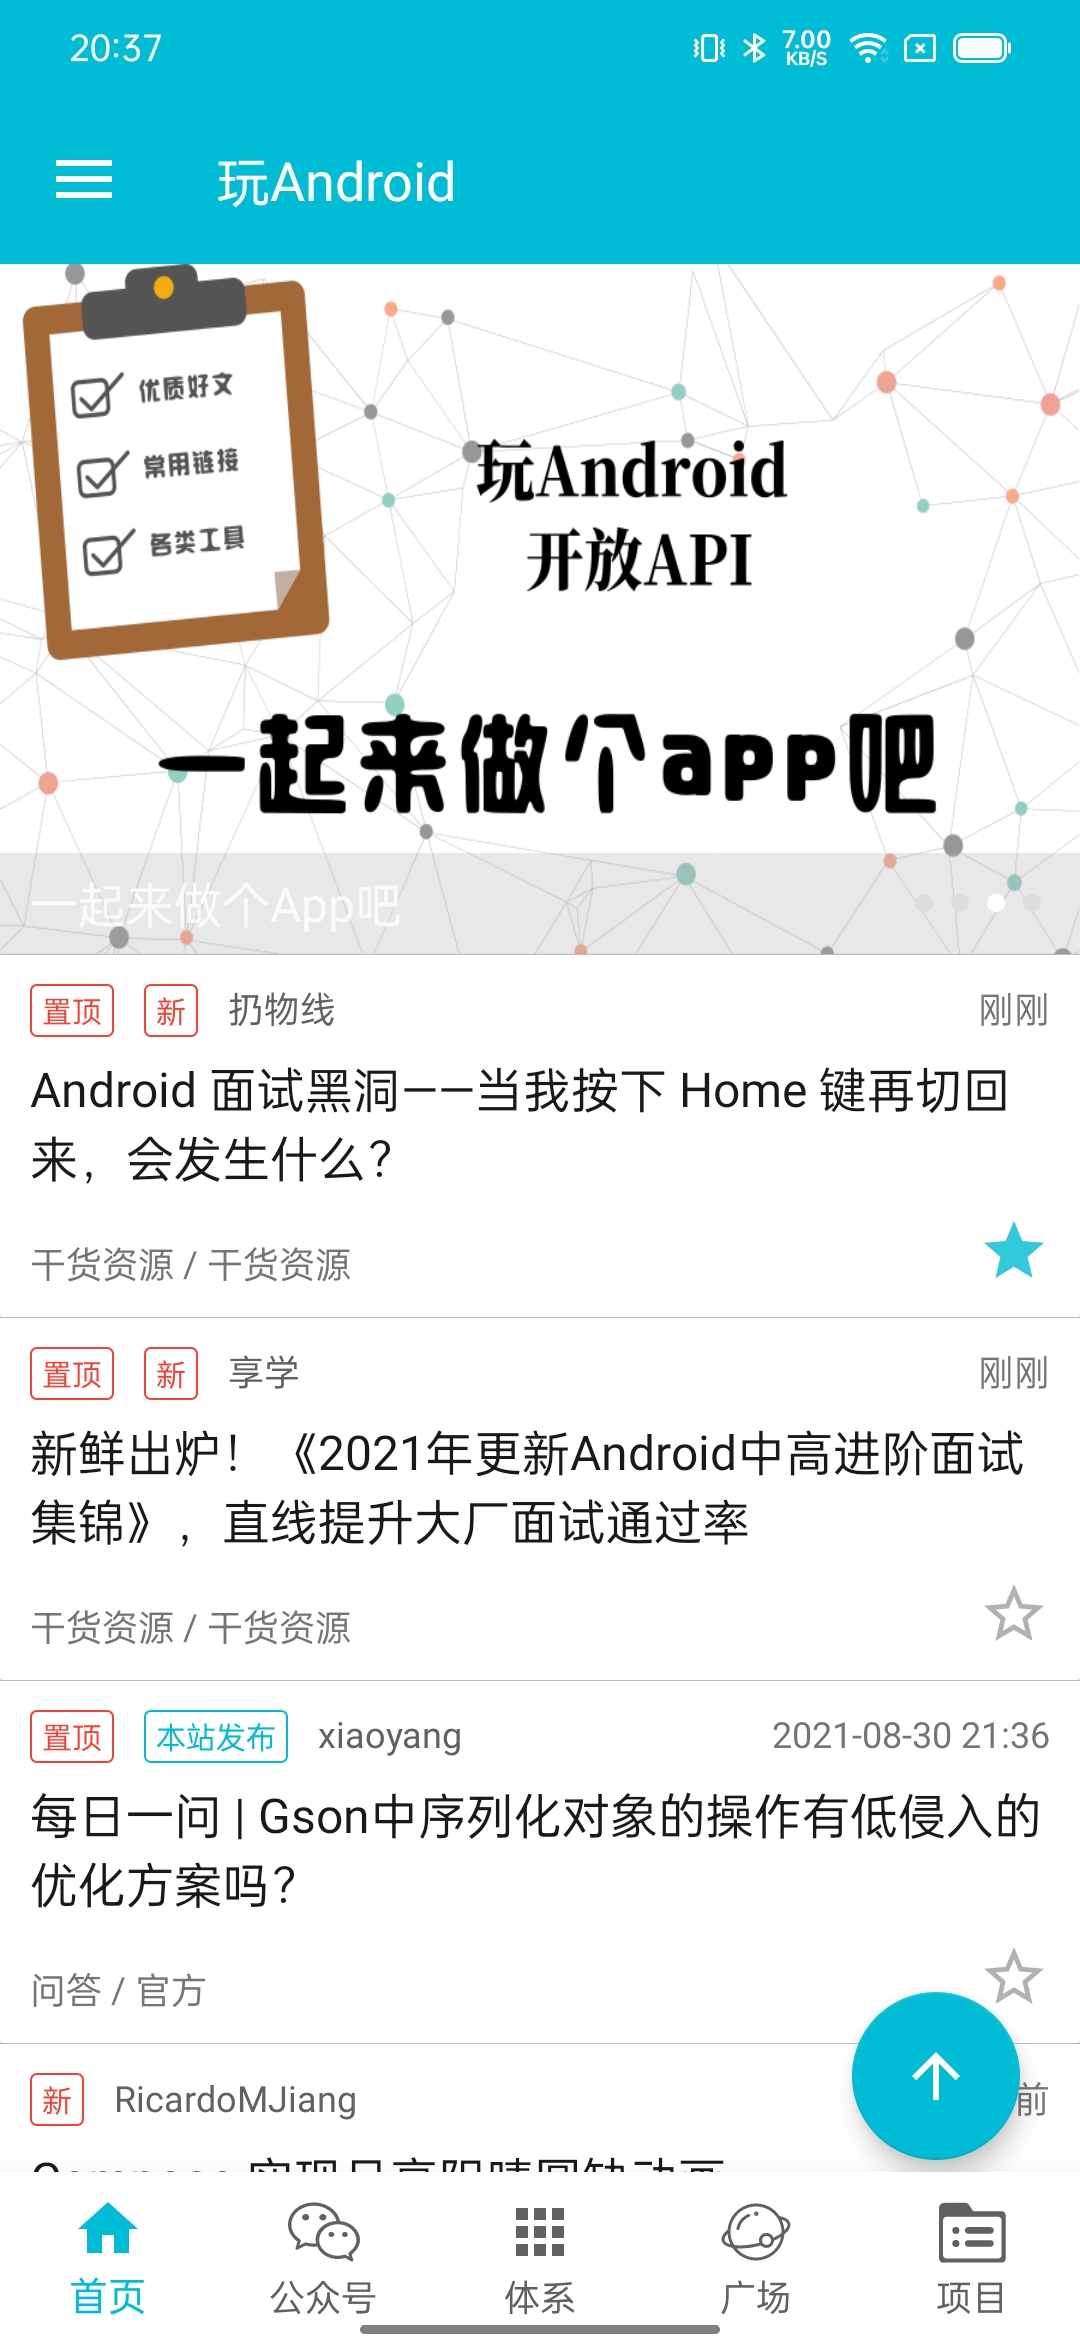 20:37
7.00
KB/S
玩Android
优质好文
常用链接
各类工具
玩Android
开放API
一起来做个app吧
一起来做个App吧
置顶 新 扔物线 刚刚
Android 面试黑洞——当我按下 Home 键再切回
来，会发生什么？
干货资源 / 干货资源
置顶 新 享学 刚刚
新鲜出炉！《2021年更新Android中高进阶面试
集锦》，直线提升大厂面试通过率
干货资源 / 干货资源
置顶 本站发布 xiaoyang 2021-08-30 21:36
每日一问 | Gson中序列化对象的操作有低侵入的
优化方案吗？
问答 / 官方
新 RicardoMJiang 前
首页 公众号 体系 广场 项目